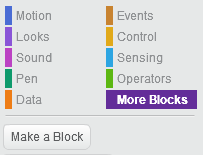 Motion Events
Looks Control
Sound Sensing
Pen Operators
Data More Blocks
Make a Block